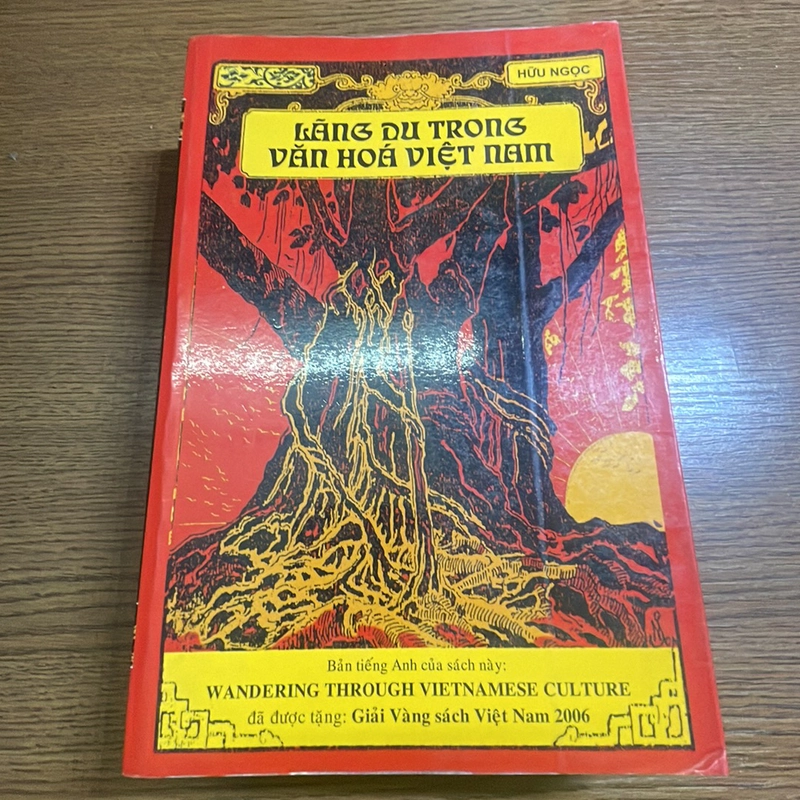 HỮU NGỌC
LÃNG DU TRONG
VĂN HOÁ VIỆT NAM
Bản tiếng Anh của sách này:
WANDERING THROUGH VIETNAMESE CULTURE
đã được tặng: Giải Vàng sách Việt Nam 2006